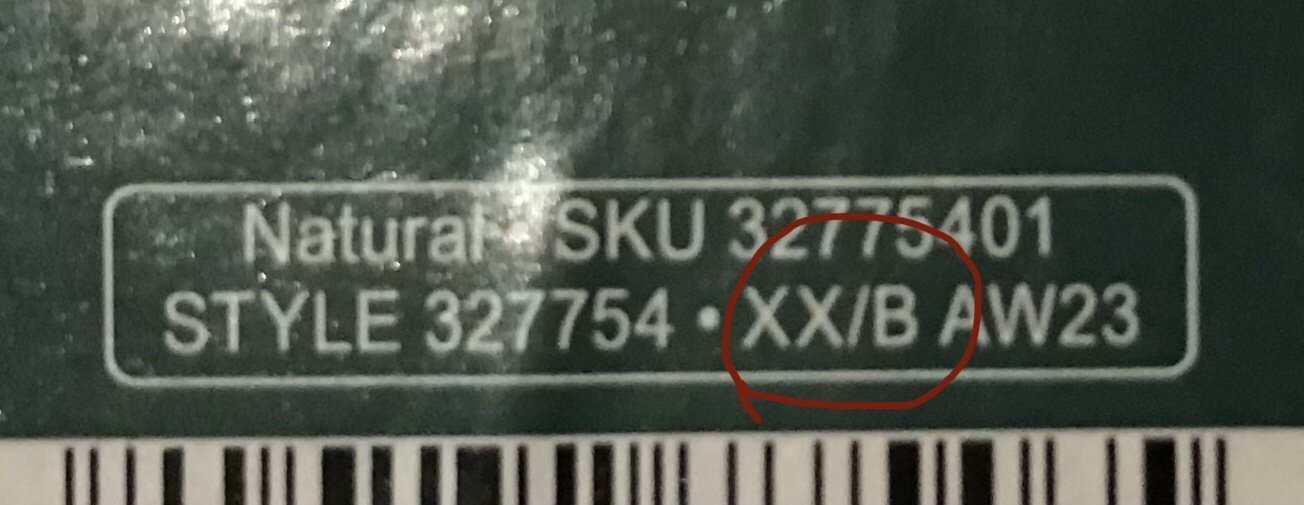 Natural • SKU 32775401
STYLE 327754 • XX/B AW23